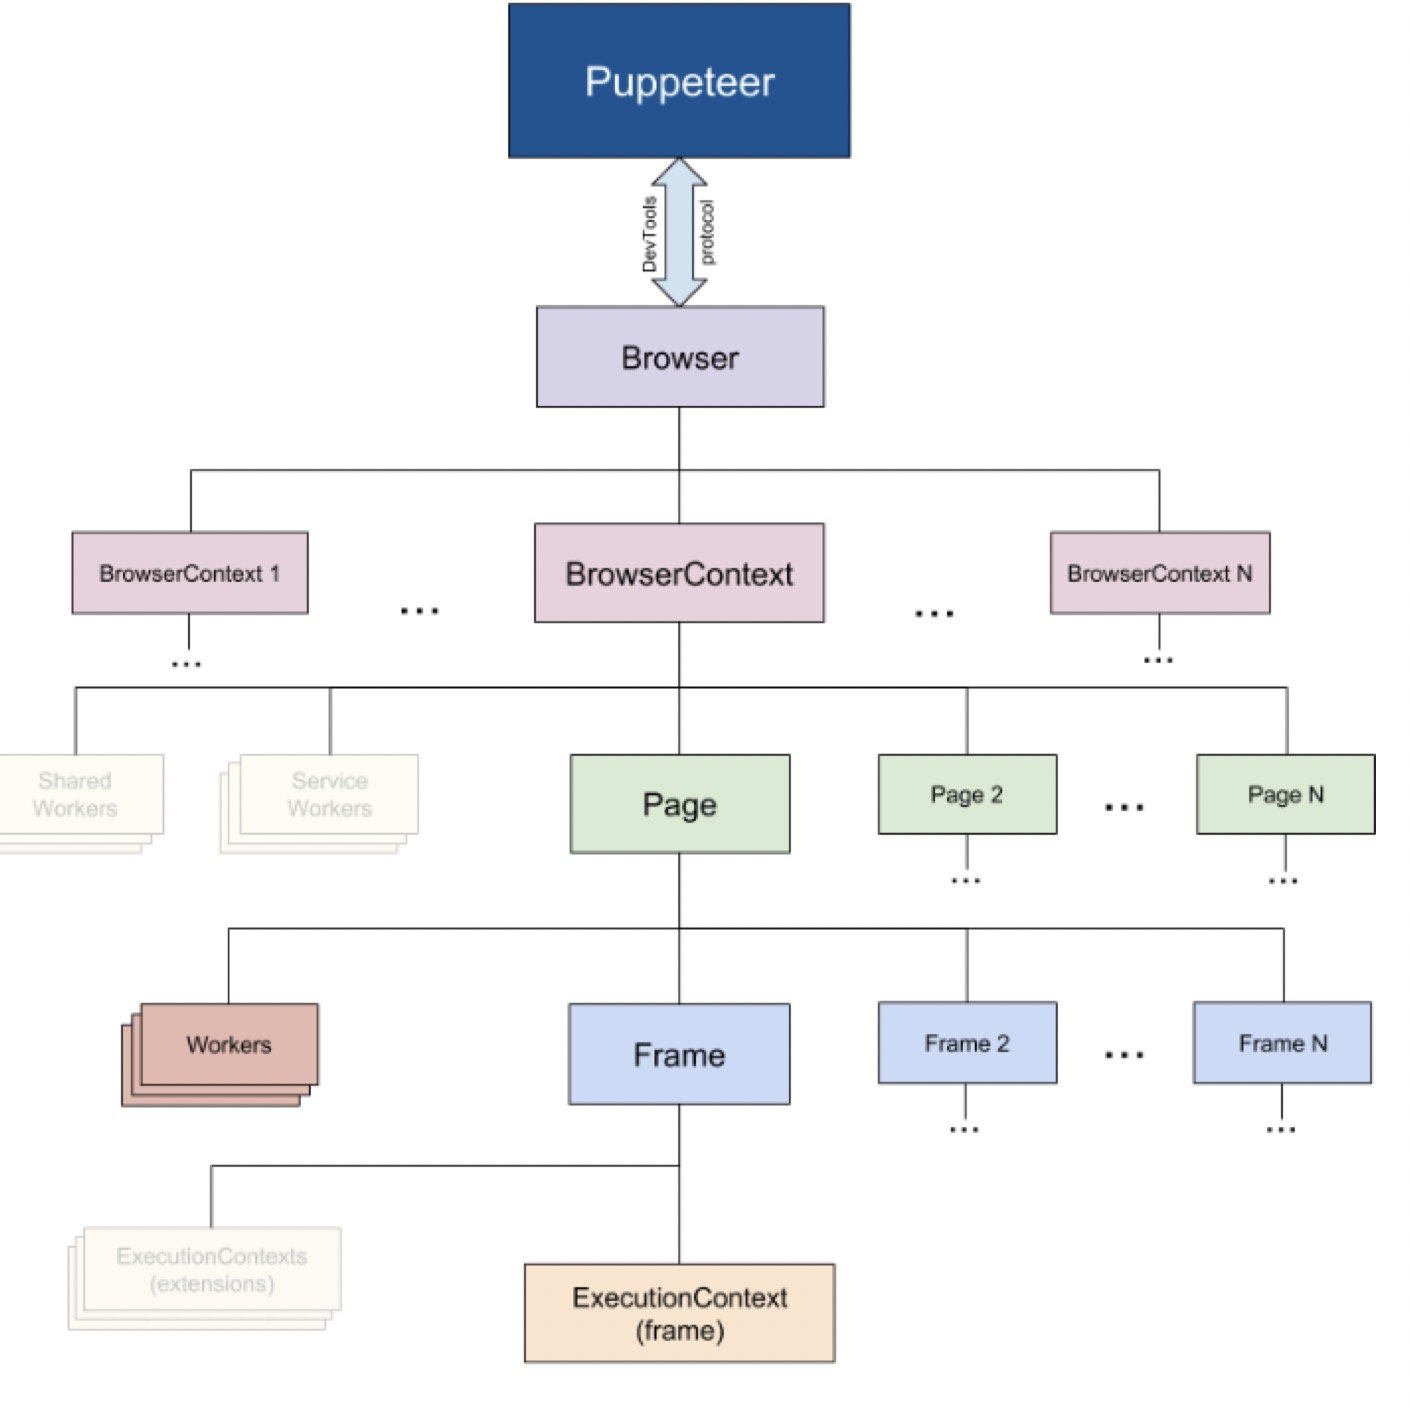 Puppeteer
DevTools
protocol
Browser
BrowserContext 1
...
BrowserContext
...
BrowserContext N
...
...
Shared
Workers
Service
Workers
Page
Page 2
...
Page N
...
...
Workers
Frame
Frame 2
...
Frame N
...
...
ExecutionContexts
(extensions)
ExecutionContext
(frame)